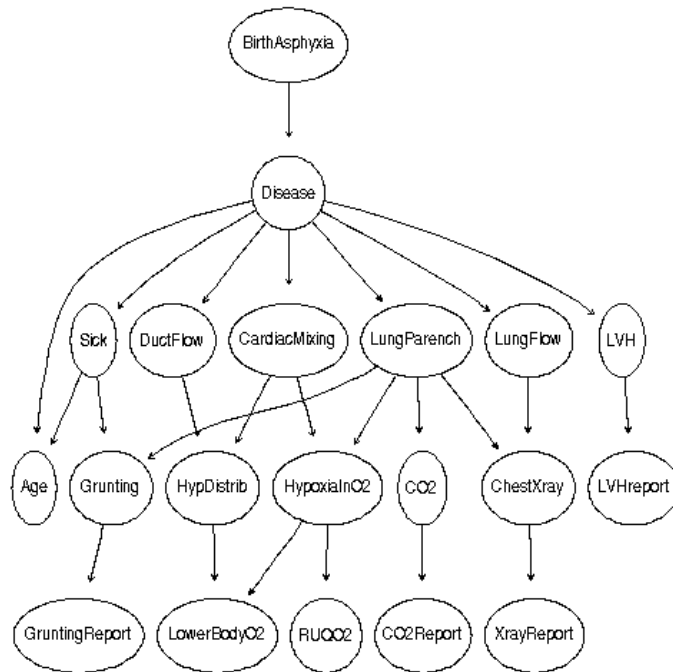 BirthAsphyxia
Disease
Sick DuctFlow CardiacMixing LungParench LungFlow LVH
Age Grunting HypDistrib HypoxiaInO2 CO2 ChestXray LVHreport
GruntingReport LowerBodyO2 RUQO2 CO2Report XrayReport